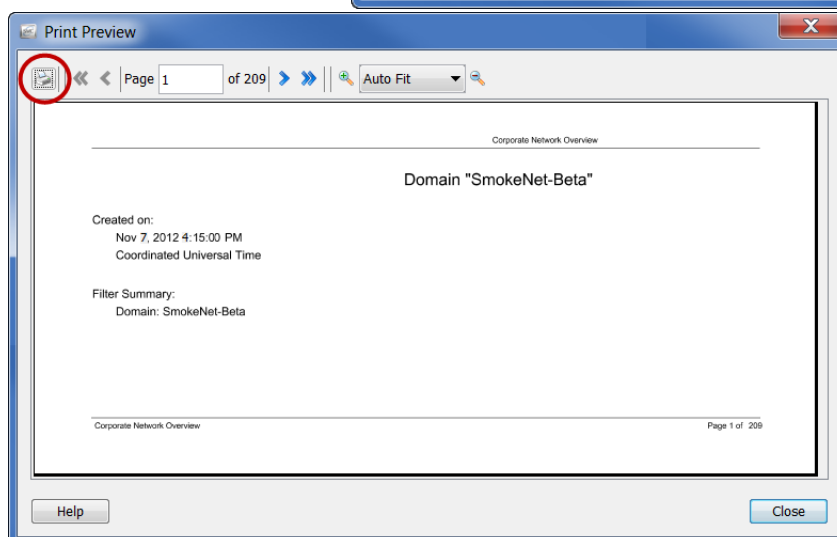 Print Preview
Page 1 of 209 Auto Fit
Corporate Network Overview
Domain "SmokeNet-Beta"
Created on:
Nov 7, 2012 4:15:00 PM
Coordinated Universal Time
Filter Summary:
Domain: SmokeNet-Beta
Corporate Network Overview Page 1 of 209
Help Close